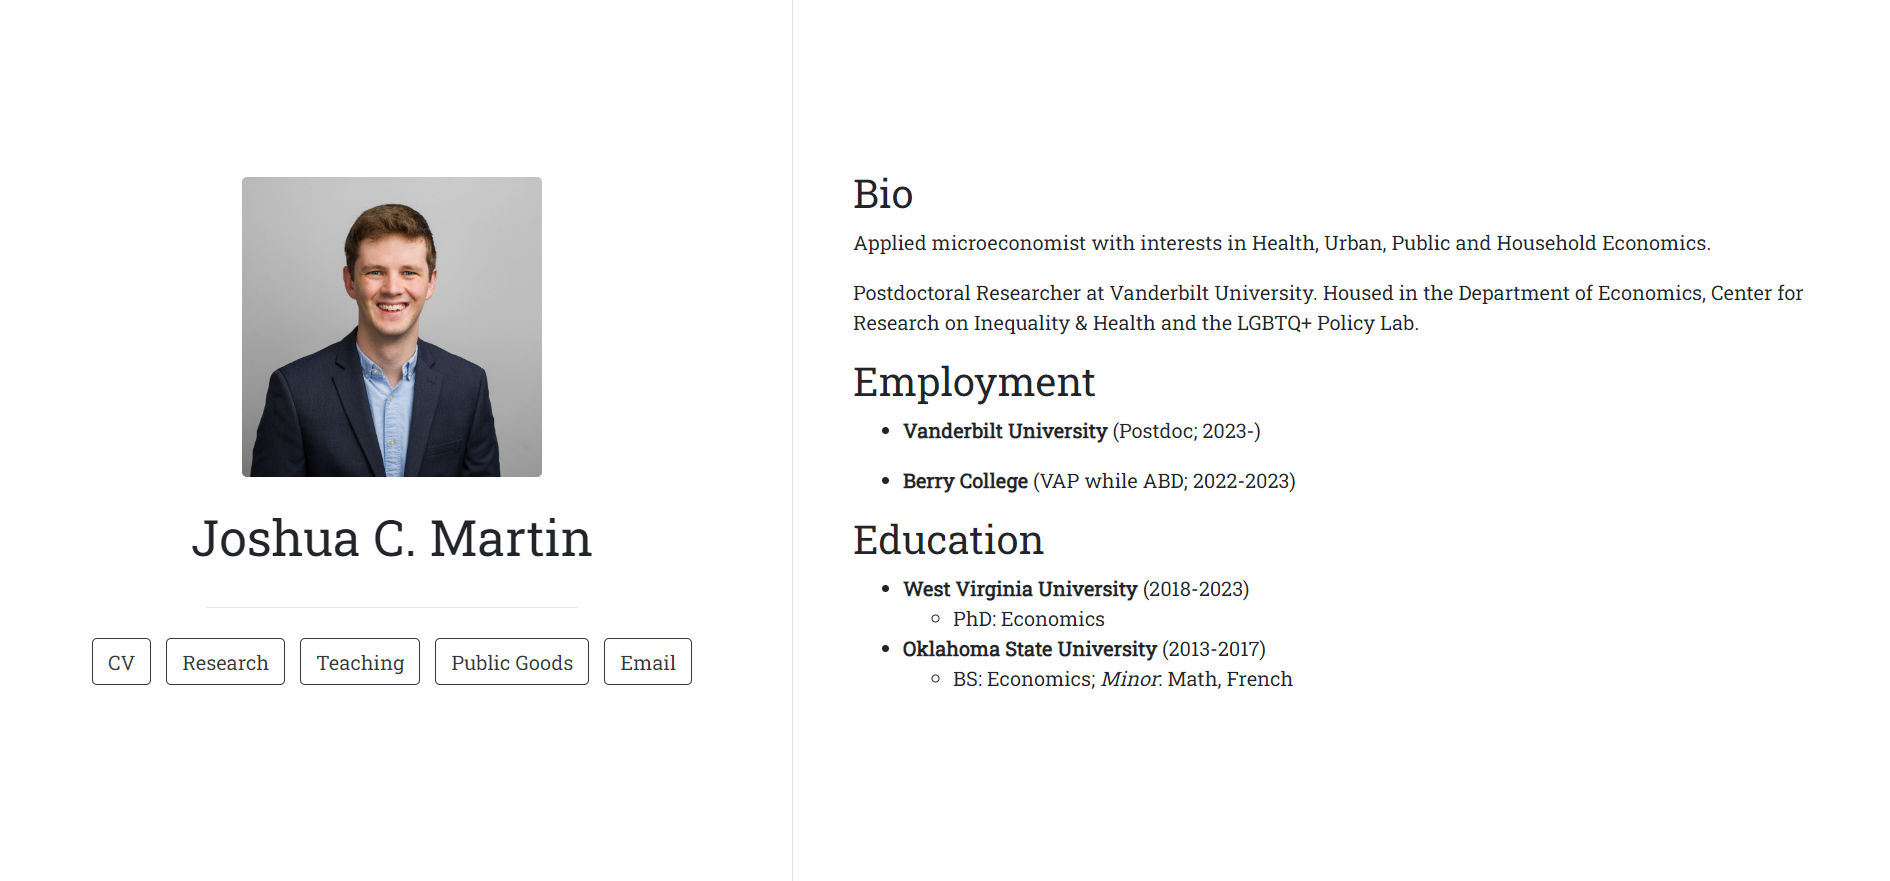 Joshua C. Martin
CV
Research
Teaching
Public Goods
Email
Bio
Applied microeconomist with interests in Health, Urban, Public and Household Economics.
Postdoctoral Researcher at Vanderbilt University. Housed in the Department of Economics, Center for
Research on Inequality & Health and the LGBTQ+ Policy Lab.
Employment
Vanderbilt University (Postdoc; 2023-)
Berry College (VAP while ABD; 2022-2023)
Education
West Virginia University (2018-2023)
PhD: Economics
Oklahoma State University (2013-2017)
BS: Economics; Minor: Math, French